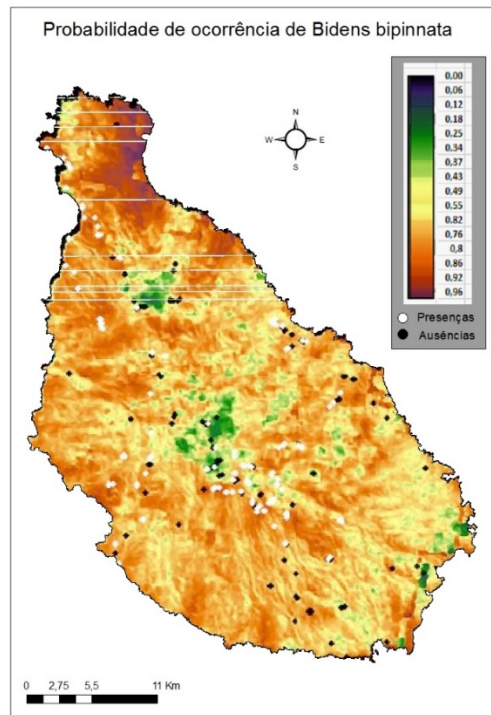 Probabilidade de ocorrência de Bidens bipinnata
N
W E
S
0.00
0,06
0.12
0.18
0.25
0,34
0,37
0,43
0,49
0,55
0,82
0,76
0,8
0,86
0,92
0,96
Presenças
Ausências
0 2,75 5,5 11 Km